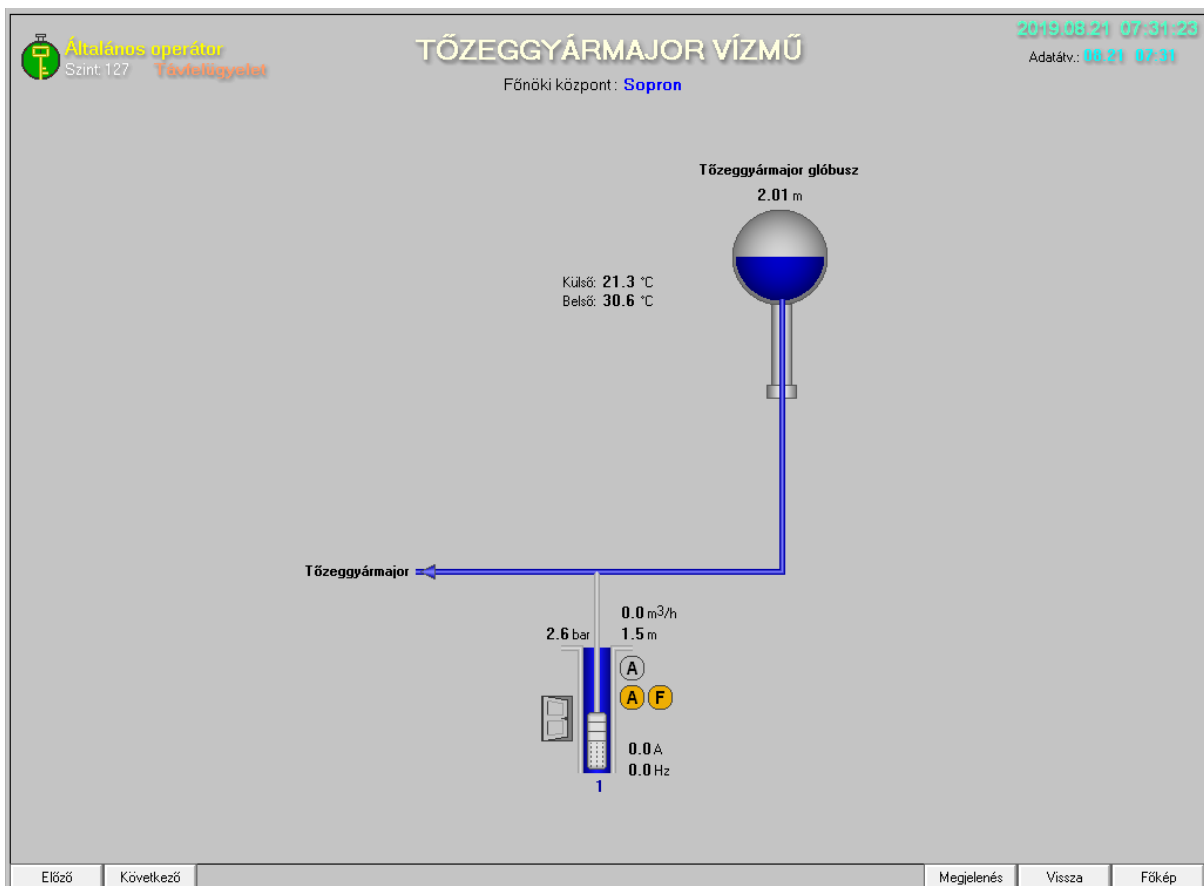 Általános operátor
Szint: 127 Távfelügyelet
TŐZEGGYÁRMAJOR VÍZMŰ
Főnöki központ: Sopron
2019.08.21 07:31:23
Adatátv.: 08.21 07:31
Tőzeggyármajor glóbusz
2.01 m
Külső: 21.3 °C
Belső: 30.6 °C
Tőzeggyármajor
0.0 m3/h
2.6 bar 1.5 m
A
A F
0.0 A
0.0 Hz
1
Előző Következő Megjelenés Vissza Főkép